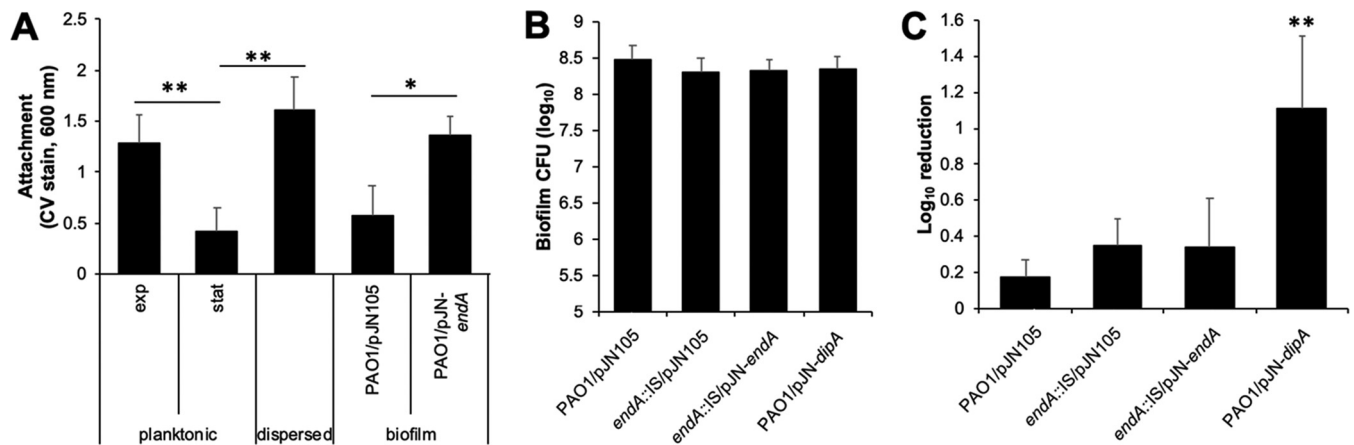 A
Attachment
(CV stain, 600 nm)
2.5
2
1.5
1
0.5
0
**
**
*
exp
stat
PAO1/pJN105
PAO1/pJN-
endA
planktonic
dispersed
biofilm
B
Biofilm CFU (log10)
9
8.5
8
7.5
7
6.5
6
5.5
5
PAO1/pJN105
endA::IS/pJN105
endA::IS/pJN-endA
PAO1/pJN-dipA
C
Log10 reduction
1.6
1.4
1.2
1
0.8
0.6
0.4
0.2
0
**
PAO1/pJN105
endA::IS/pJN105
endA::IS/pJN-endA
PAO1/pJN-dipA